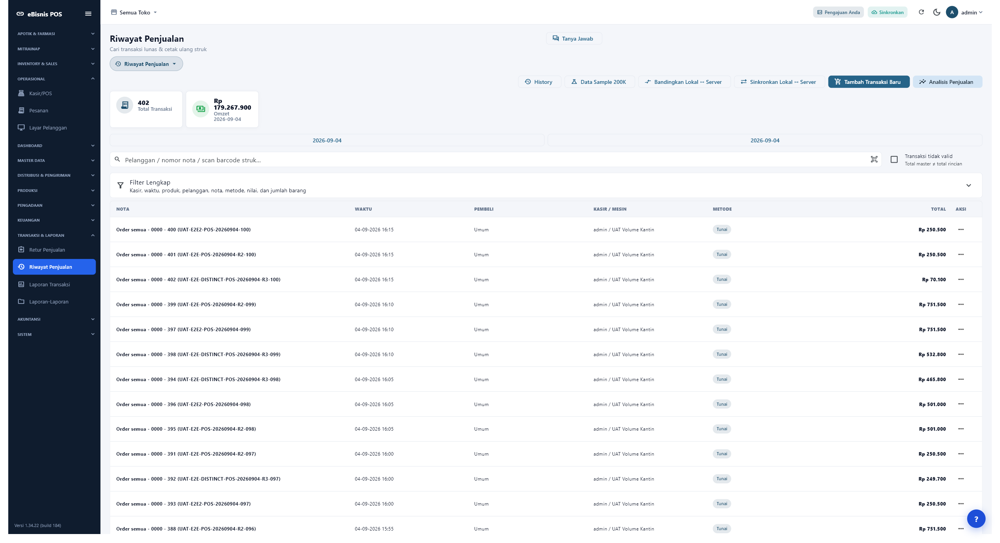 eBisnis POS
APOTIK & FARMASI
MITRAINAP
INVENTORY & SALES
OPERASIONAL
Kasir/POS
Pesanan
Layar Pelanggan
DASHBOARD
MASTER DATA
DISTRIBUSI & PENGIRIMAN
PRODUKSI
PENGADAAN
KEUANGAN
TRANSAKSI & LAPORAN
Retur Penjualan
Riwayat Penjualan
Laporan Transaksi
Laporan-Laporan
AKUNTANSI
SISTEM
Versi 1.34.22 (build 184)
Semua Toko
Pengajuan Anda
Sinkronkan
A
admin
Riwayat Penjualan
Cari transaksi lunas & cetak ulang struk
Tanya Jawab
Riwayat Penjualan
History
Data Sample 200K
Bandingkan Lokal ↔ Server
Sinkronkan Lokal ↔ Server
Tambah Transaksi Baru
Analisis Penjualan
402
Total Transaksi
Rp
179.267.900
Omzet
2026-09-04
2026-09-04
2026-09-04
Pelanggan / nomor nota / scan barcode struk...
Transaksi tidak valid
Total master ≠ total rincian
Filter Lengkap
Kasir, waktu, produk, pelanggan, nota, metode, nilai, dan jumlah barang
NOTA WAKTU PEMBELI KASIR / MESIN METODE TOTAL AKSI
Order semua - 0000 - 400 (UAT-E2E2-POS-20260904-100) 04-09-2026 16:15 Umum admin / UAT Volume Kantin Tunai Rp 250.500
Order semua - 0000 - 401 (UAT-E2E-POS-20260904-R2-100) 04-09-2026 16:15 Umum admin / UAT Volume Kantin Tunai Rp 250.500
Order semua - 0000 - 402 (UAT-E2E-DISTINCT-POS-20260904-R3-100) 04-09-2026 16:15 Umum admin / UAT Volume Kantin Tunai Rp 70.100
Order semua - 0000 - 399 (UAT-E2E-POS-20260904-R2-099) 04-09-2026 16:10 Umum admin / UAT Volume Kantin Tunai Rp 751.500
Order semua - 0000 - 397 (UAT-E2E2-POS-20260904-099) 04-09-2026 16:10 Umum admin / UAT Volume Kantin Tunai Rp 751.500
Order semua - 0000 - 398 (UAT-E2E-DISTINCT-POS-20260904-R3-099) 04-09-2026 16:10 Umum admin / UAT Volume Kantin Tunai Rp 532.800
Order semua - 0000 - 394 (UAT-E2E-DISTINCT-POS-20260904-R3-098) 04-09-2026 16:05 Umum admin / UAT Volume Kantin Tunai Rp 465.800
Order semua - 0000 - 396 (UAT-E2E2-POS-20260904-098) 04-09-2026 16:05 Umum admin / UAT Volume Kantin Tunai Rp 501.000
Order semua - 0000 - 395 (UAT-E2E-POS-20260904-R2-098) 04-09-2026 16:05 Umum admin / UAT Volume Kantin Tunai Rp 501.000
Order semua - 0000 - 391 (UAT-E2E-POS-20260904-R2-097) 04-09-2026 16:00 Umum admin / UAT Volume Kantin Tunai Rp 250.500
Order semua - 0000 - 392 (UAT-E2E-DISTINCT-POS-20260904-R3-097) 04-09-2026 16:00 Umum admin / UAT Volume Kantin Tunai Rp 249.700
Order semua - 0000 - 393 (UAT-E2E2-POS-20260904-097) 04-09-2026 16:00 Umum admin / UAT Volume Kantin Tunai Rp 250.500
Order semua - 0000 - 388 (UAT-E2E-POS-20260904-R2-096) 04-09-2026 15:55 Umum admin / UAT Volume Kantin Tunai Rp 751.500
?